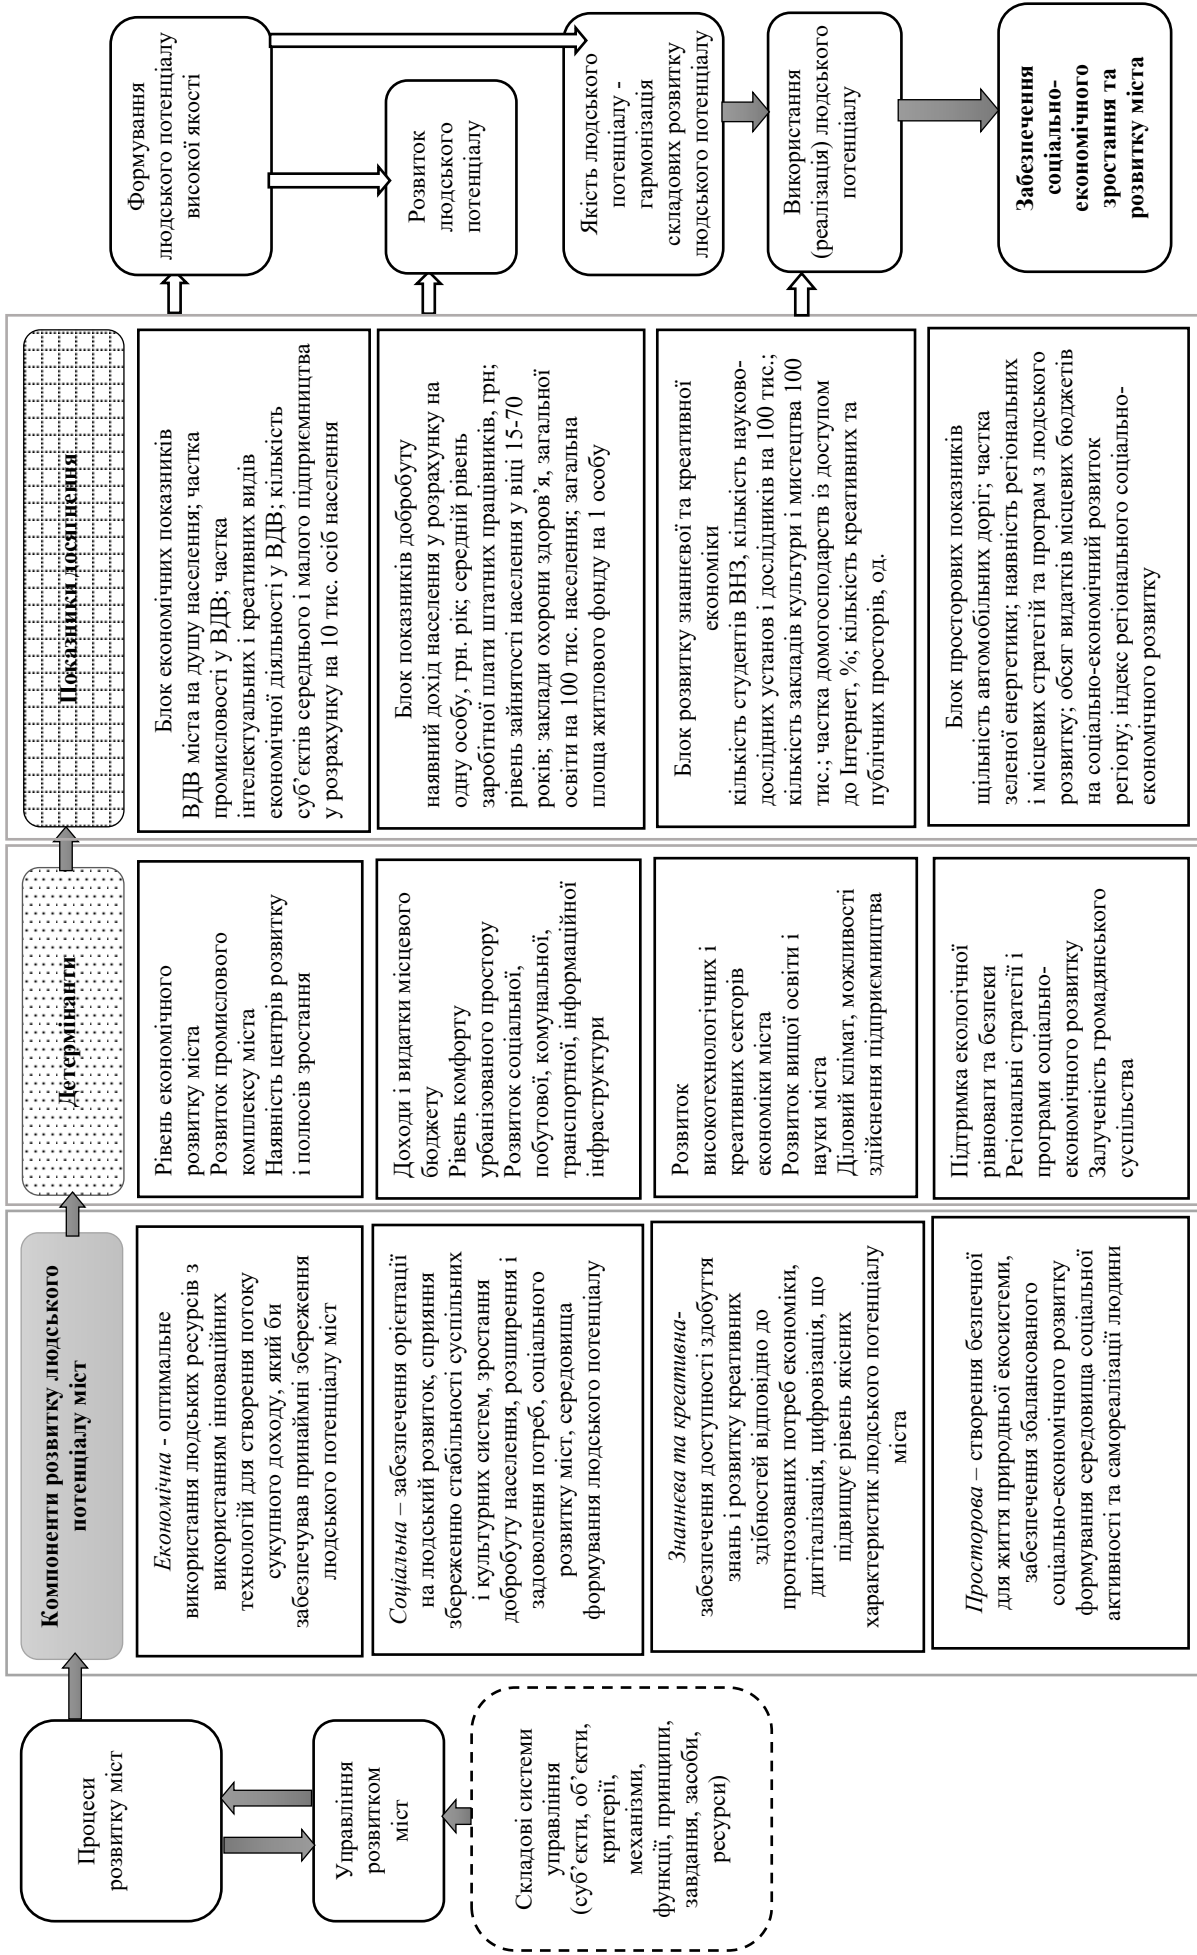 Процеси
розвитку міст
Управління
розвитком
міст
Складові системи
управління
(суб’єкти, об’єкти,
критерії,
механізми,
функції, принципи,
завдання, засоби,
ресурси)
Компоненти розвитку людського
потенціалу міст
Економічна - оптимальне
використання людських ресурсів з
використанням інноваційних
технологій для створення потоку
сукупного доходу, який би
забезпечував принаймні збереження
людського потенціалу міст
Соціальна – забезпечення орієнтації
на людський розвиток, сприяння
збереженню стабільності суспільних
і культурних систем, зростання
добробуту населення, розширення і
задоволення потреб, соціального
розвитку міст, середовища
формування людського потенціалу
Знаннєва та креативна-
забезпечення доступності здобуття
знань і розвитку креативних
здібностей відповідно до
прогнозованих потреб економіки,
дигіталізація, цифровізація, що
підвищує рівень якісних
характеристик людського потенціалу
міста
Просторова – створення безпечної
для життя природної екосистеми,
забезпечення збалансованого
соціально-економічного розвитку
формування середовища соціальної
активності та самореалізації людини
Детермінанти
Рівень економічного
розвитку міста
Розвиток промислового
комплексу міста
Наявність центрів розвитку
і полюсів зростання
Доходи і видатки місцевого
бюджету
Рівень комфорту
урбанізованого простору
Розвиток соціальної,
побутової, комунальної,
транспортної, інформаційної
інфраструктури
Розвиток
високотехнологічних і
креативних секторів
економіки міста
Розвиток вищої освіти і
науки міста
Діловий клімат, можливості
здійснення підприємництва
Підтримка екологічної
рівноваги та безпеки
Регіональні стратегії і
програми соціально-
економічного розвитку
Залученість громадянського
суспільства
Показники досягнення
Блок економічних показників
ВДВ міста на душу населення; частка
промисловості у ВДВ; частка
інтелектуальних і креативних видів
економічної діяльності у ВДВ; кількість
суб’єктів середнього і малого підприємництва
у розрахунку на 10 тис. осіб населення
Блок показників добробуту
наявний дохід населення у розрахунку на
одну особу, грн. рік; середній рівень
заробітної плати штатних працівників, грн;
рівень зайнятості населення у віці 15-70
років; заклади охорони здоров’я, загальної
освіти на 100 тис. населення; загальна
площа житлового фонду на 1 особу
Блок розвитку знаннєвої та креативної
економіки
кількість студентів ВНЗ, кількість науково-
дослідних установ і дослідників на 100 тис.;
кількість закладів культури і мистецтва 100
тис.; частка домогосподарств із доступом
до Інтернет, %; кількість креативних та
публічних просторів, од.
Блок просторових показників
щільність автомобільних доріг; частка
зеленої енергетики; наявність регіональних
і місцевих стратегій та програм з людського
розвитку; обсяг видатків місцевих бюджетів
на соціально-економічний розвиток
регіону; індекс регіонального соціально-
економічного розвитку
Формування
людського потенціалу
високої якості
Розвиток
людського
потенціалу
Якість людського
потенціалу -
гармонізація
складових розвитку
людського потенціалу
Використання
(реалізація) людського
потенціалу
Забезпечення
соціально-
економічного
зростання та
розвитку міста